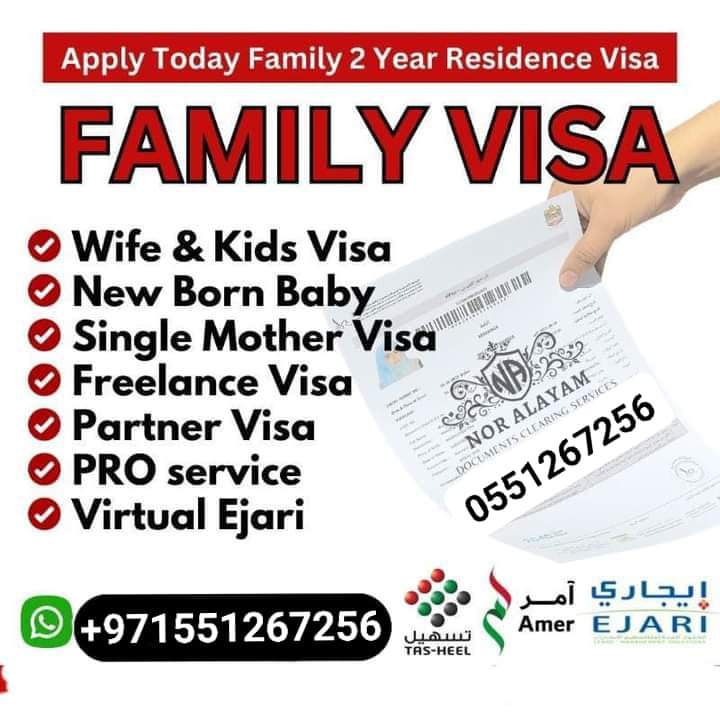 Apply Today Family 2 Year Residence Visa
FAMILY VISA
Wife & Kids Visa
New Born Baby
Single Mother Visa
Freelance Visa
Partner Visa
PRO service
Virtual Ejari
NA
NOR ALAYAM
DOCUMENTS CLEARING SERVICES
0551267256
+971551267256
تسهيل
TAS-HEEL
آمر
Amer
إيجاري
EJARI